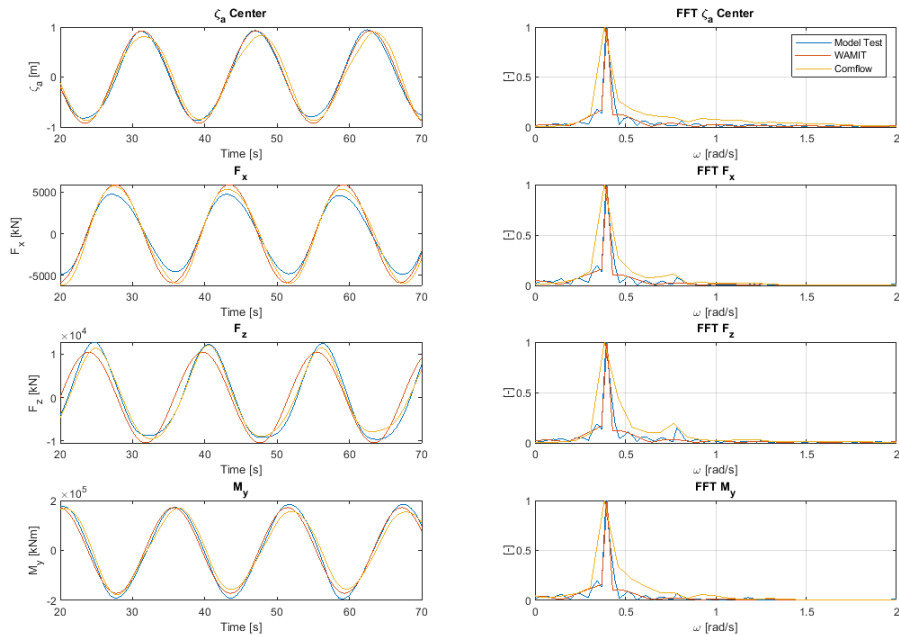 ζa Center
ζa [m]
1
0
-1
20 30 40 50 60 70
Time [s]
FFT ζa Center
|Ξ|
1
0.5
0
0 0.5 1 1.5 2
ω [rad/s]
Model Test
WAMIT
Comflow
Fx
Fx [kN]
5000
0
-5000
20 30 40 50 60 70
Time [s]
FFT Fx
|Ξ|
1
0.5
0
0 0.5 1 1.5 2
ω [rad/s]
Fz
×10^4
Fz [kN]
1
0
-1
20 30 40 50 60 70
Time [s]
FFT Fz
|Ξ|
1
0.5
0
0 0.5 1 1.5 2
ω [rad/s]
My
×10^5
My [kNm]
2
0
-2
20 30 40 50 60 70
Time [s]
FFT My
|Ξ|
1
0.5
0
0 0.5 1 1.5 2
ω [rad/s]